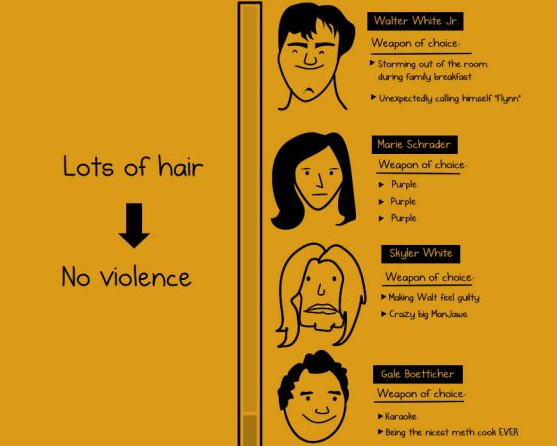 Walter White Jr.
Weapon of choice:
Storming out of the room
during family breakfast
Unexpectedly calling himself "Flynn"
Lots of hair
No violence
Marie Schrader
Weapon of choice:
Purple
Purple
Purple
Skyler White
Weapon of choice:
Making Walt feel guilty
Crazy big ManJaws
Gale Boetticher
Weapon of choice:
Karaoke
Being the nicest meth cook EVER